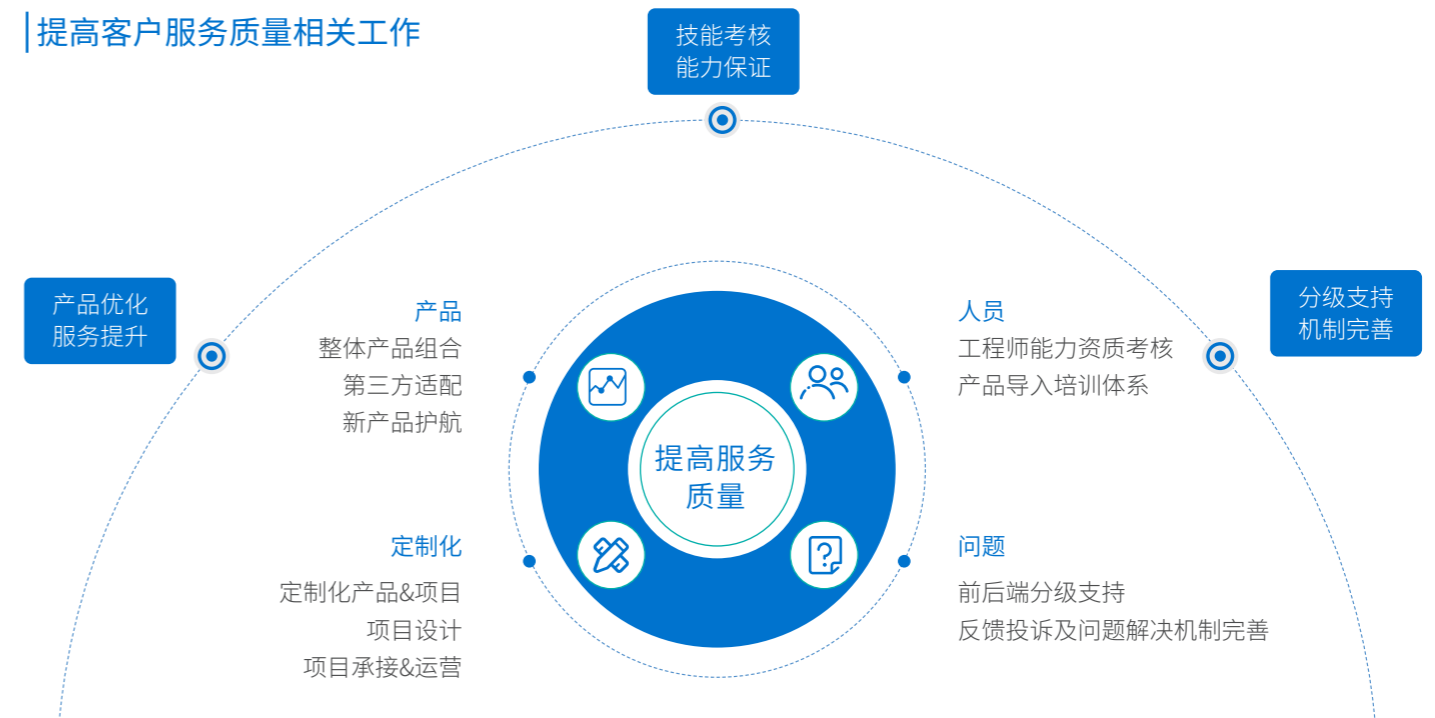 提高客户服务质量相关工作
技能考核
能力保证
产品优化
服务提升
分级支持
机制完善
产品
整体产品组合
第三方适配
新产品护航
人员
工程师能力资质考核
产品导入培训体系
提高服务
质量
定制化
定制化产品&项目
项目设计
项目承接&运营
问题
前后端分级支持
反馈投诉及问题解决机制完善